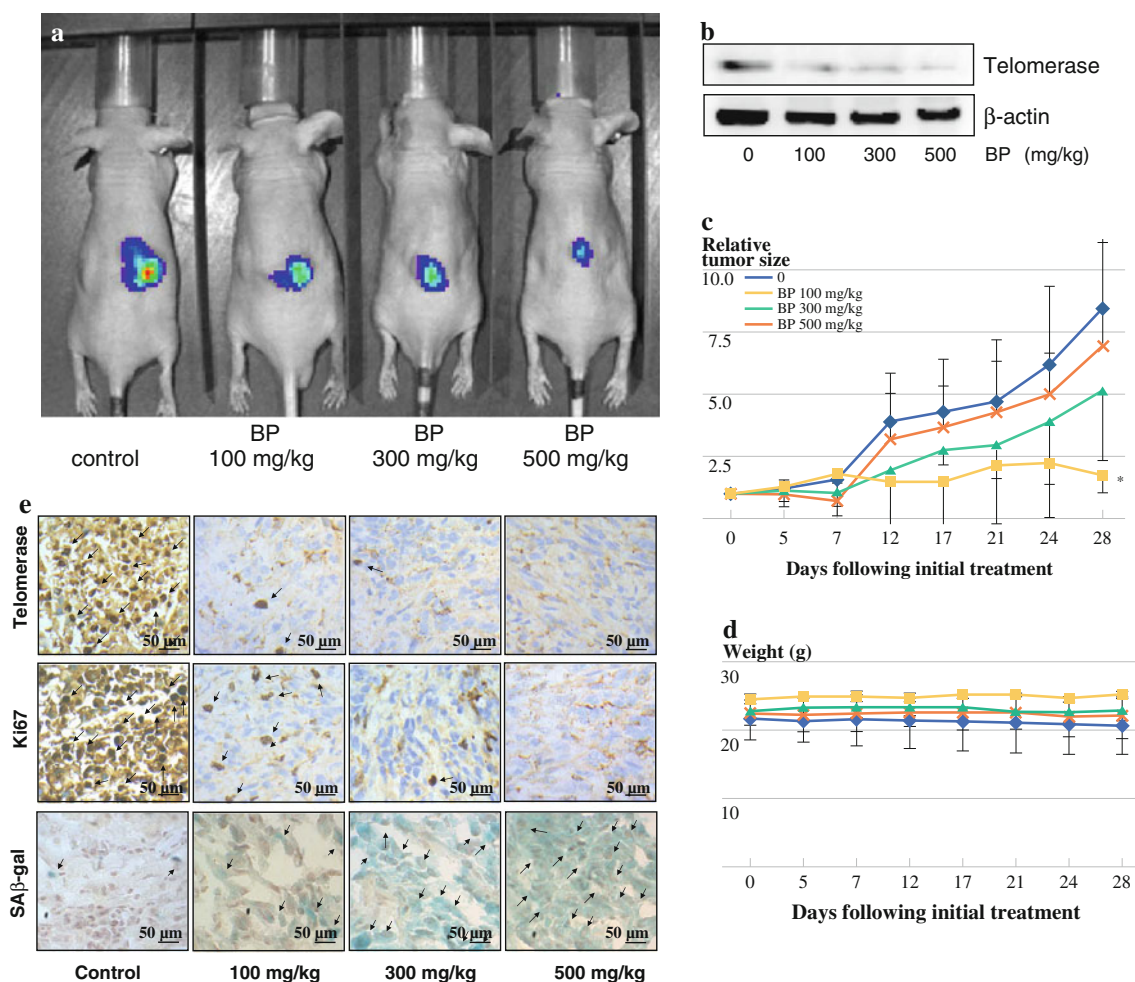 a
control
BP
100 mg/kg
BP
300 mg/kg
BP
500 mg/kg
b
Telomerase
β-actin
0 100 300 500 BP (mg/kg)
c
Relative
tumor size
10.0
7.5
5.0
2.5
0
BP 100 mg/kg
BP 300 mg/kg
BP 500 mg/kg
*
0 5 7 12 17 21 24 28
Days following initial treatment
d
Weight (g)
30
20
10
0 5 7 12 17 21 24 28
Days following initial treatment
e
Telomerase
50 µm 50 µm 50 µm 50 µm
Ki67
50 µm 50 µm 50 µm 50 µm
SAβ-gal
50 µm 50 µm 50 µm 50 µm
Control 100 mg/kg 300 mg/kg 500 mg/kg